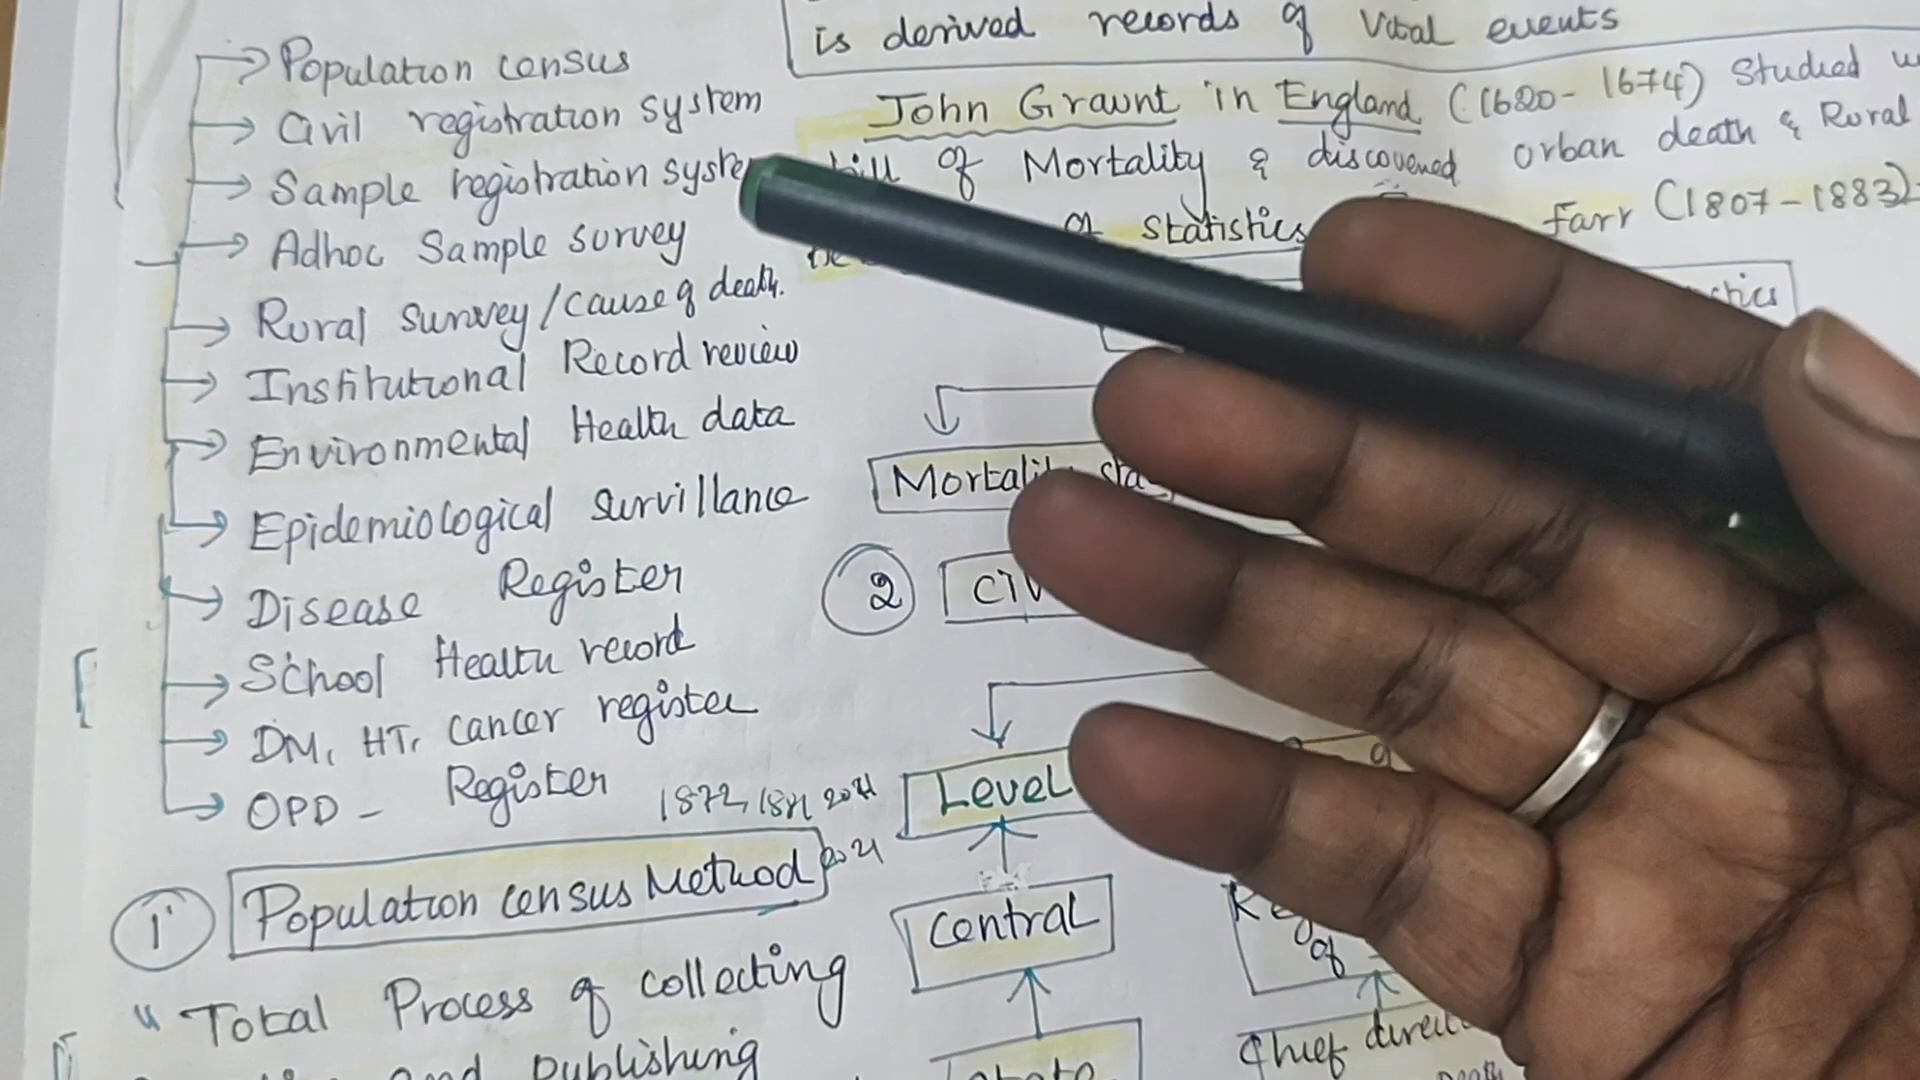 Population census
Civil registration system
Sample registration syste
Adhoc Sample survey
Rural Survey / cause of death.
Institutional Record review
Environmental Health data
Epidemiological survillance
Disease Register
School Health record
DM, HT, cancer register
OPD - Register
1872, 1881 2011
2021
1 Population census Method
" Total Process of collecting
and publishing
is derived records of Vital events
John Graunt in England (1620- 1674) Studied
bill of Mortality & discovered urban death & Rural
of Statistics Farr (1807-1883)
Mortali
2
Level
Central
Chief
Death